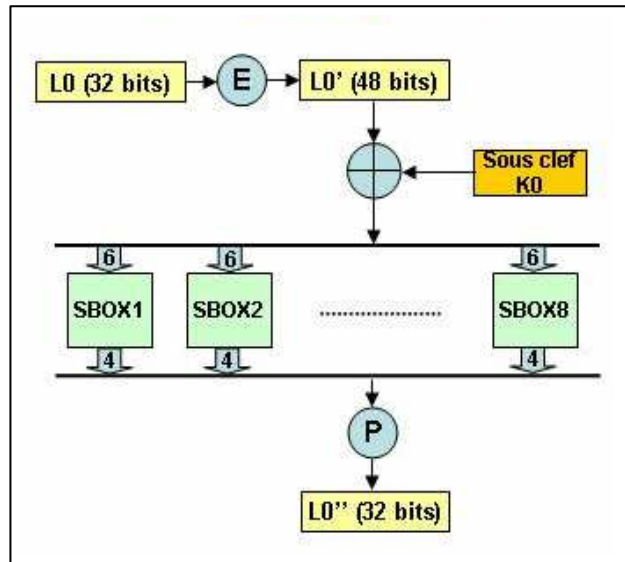 L0 (32 bits)
E
L0' (48 bits)
Sous clef
K0
6
6
6
SBOX1
SBOX2
SBOX8
4
4
4
P
L0'' (32 bits)